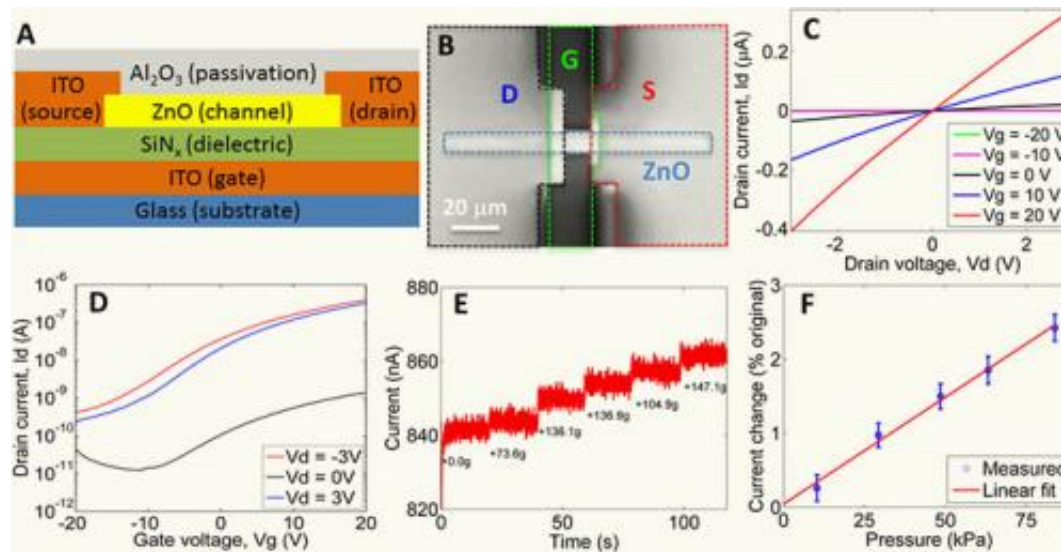 A
Al2O3 (passivation)
ITO
(source)
ZnO (channel)
ITO
(drain)
SiNx (dielectric)
ITO (gate)
Glass (substrate)
B
G
D
S
ZnO
20 μm
C
Drain current, Id (μA)
0.2
0
-0.2
-0.4
Vg = -20 V
Vg = -10 V
Vg = 0 V
Vg = 10 V
Vg = 20 V
-2
0
2
Drain voltage, Vd (V)
D
Drain current, Id (A)
10-6
10-7
10-8
10-9
10-10
10-11
10-12
Vd = -3V
Vd = 0V
Vd = 3V
-20
-10
0
10
20
Gate voltage, Vg (V)
E
Current (nA)
880
860
840
820
+0.0g
+73.6g
+136.1g
+136.9g
+104.9g
+147.1g
0
50
100
Time (s)
F
Current change (% original)
3
2
1
0
Measured
Linear fit
0
25
50
75
Pressure (kPa)